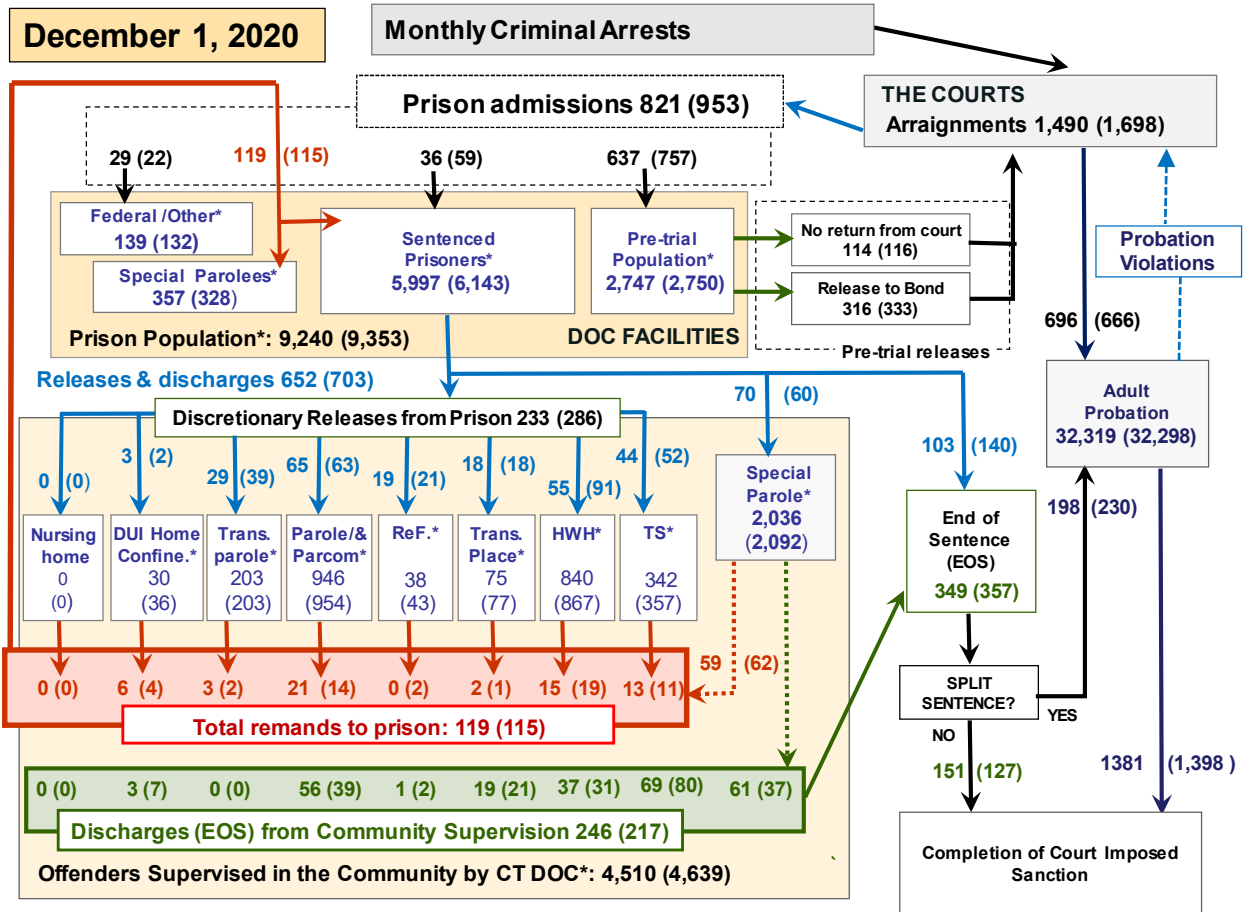 December 1, 2020
Monthly Criminal Arrests
THE COURTS
Arraignments 1,490 (1,698)
Prison admissions 821 (953)
29 (22)
119 (115)
36 (59)
637 (757)
Federal /Other*
139 (132)
Special Parolees*
357 (328)
Sentenced
Prisoners*
5,997 (6,143)
Pre-trial
Population*
2,747 (2,750)
No return from court
114 (116)
Release to Bond
316 (333)
Pre-trial releases
Probation
Violations
Prison Population*: 9,240 (9,353)
DOC FACILITIES
696 (666)
Releases & discharges 652 (703)
70 (60)
Adult
Probation
32,319 (32,298)
Discretionary Releases from Prison 233 (286)
103 (140)
0 (0)
3 (2)
29 (39)
65 (63)
19 (21)
18 (18)
55 (91)
44 (52)
Special
Parole*
2,036
(2,092)
198 (230)
Nursing
home
0
(0)
DUI Home
Confine.*
30
(36)
Trans.
parole*
203
(203)
Parole/&
Parcom*
946
(954)
ReF.*
38
(43)
Trans.
Place*
75
(77)
HWH*
840
(867)
TS*
342
(357)
End of
Sentence
(EOS)
349 (357)
59 (62)
0 (0)
6 (4)
3 (2)
21 (14)
0 (2)
2 (1)
15 (19)
13 (11)
Total remands to prison: 119 (115)
SPLIT
SENTENCE?
YES
NO
151 (127)
1381 (1,398 )
0 (0)
3 (7)
0 (0)
56 (39)
1 (2)
19 (21)
37 (31)
69 (80)
61 (37)
Discharges (EOS) from Community Supervision 246 (217)
Offenders Supervised in the Community by CT DOC*: 4,510 (4,639)
Completion of Court Imposed
Sanction